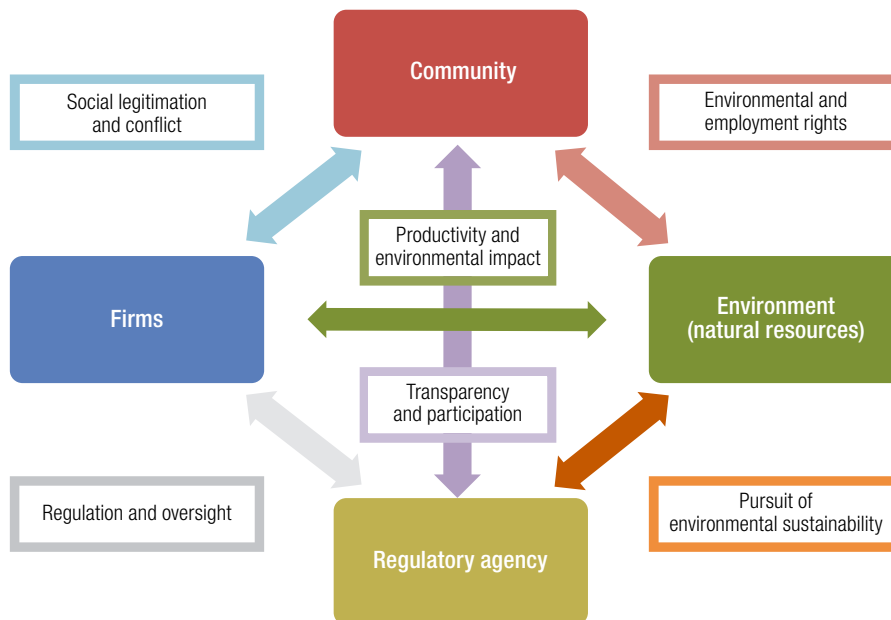 Community
Social legitimation
and conflict
Environmental and
employment rights
Productivity and
environmental impact
Firms
Environment
(natural resources)
Transparency
and participation
Regulation and oversight
Pursuit of
environmental sustainability
Regulatory agency